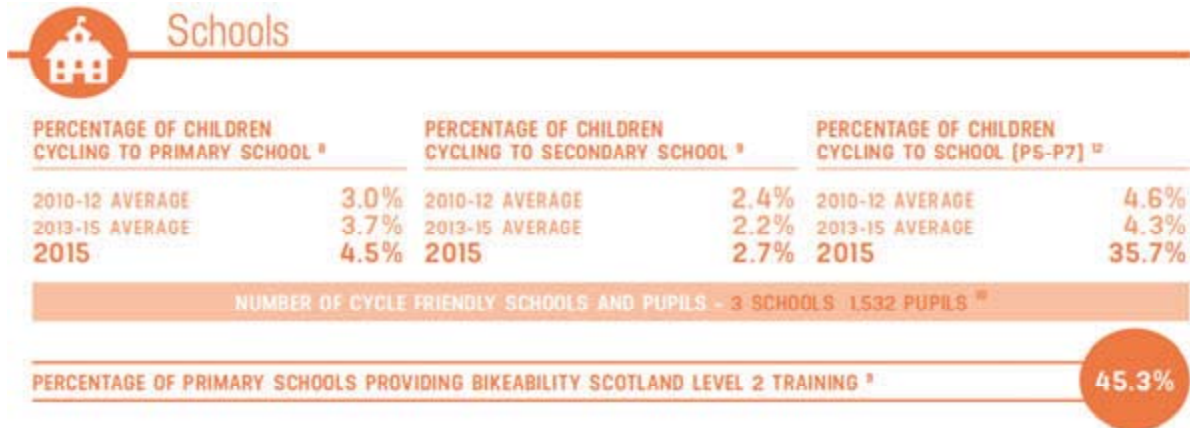 Schools
PERCENTAGE OF CHILDREN
CYCLING TO PRIMARY SCHOOL 8
2010-12 AVERAGE 3.0%
2013-15 AVERAGE 3.7%
2015 4.5%
PERCENTAGE OF CHILDREN
CYCLING TO SECONDARY SCHOOL 9
2010-12 AVERAGE 2.4%
2013-15 AVERAGE 2.2%
2015 2.7%
PERCENTAGE OF CHILDREN
CYCLING TO SCHOOL (P5-P7) 12
2010-12 AVERAGE 4.6%
2013-15 AVERAGE 4.3%
2015 35.7%
NUMBER OF CYCLE FRIENDLY SCHOOLS AND PUPILS - 3 SCHOOLS 1,532 PUPILS
PERCENTAGE OF PRIMARY SCHOOLS PROVIDING BIKEABILITY SCOTLAND LEVEL 2 TRAINING 9
45.3%